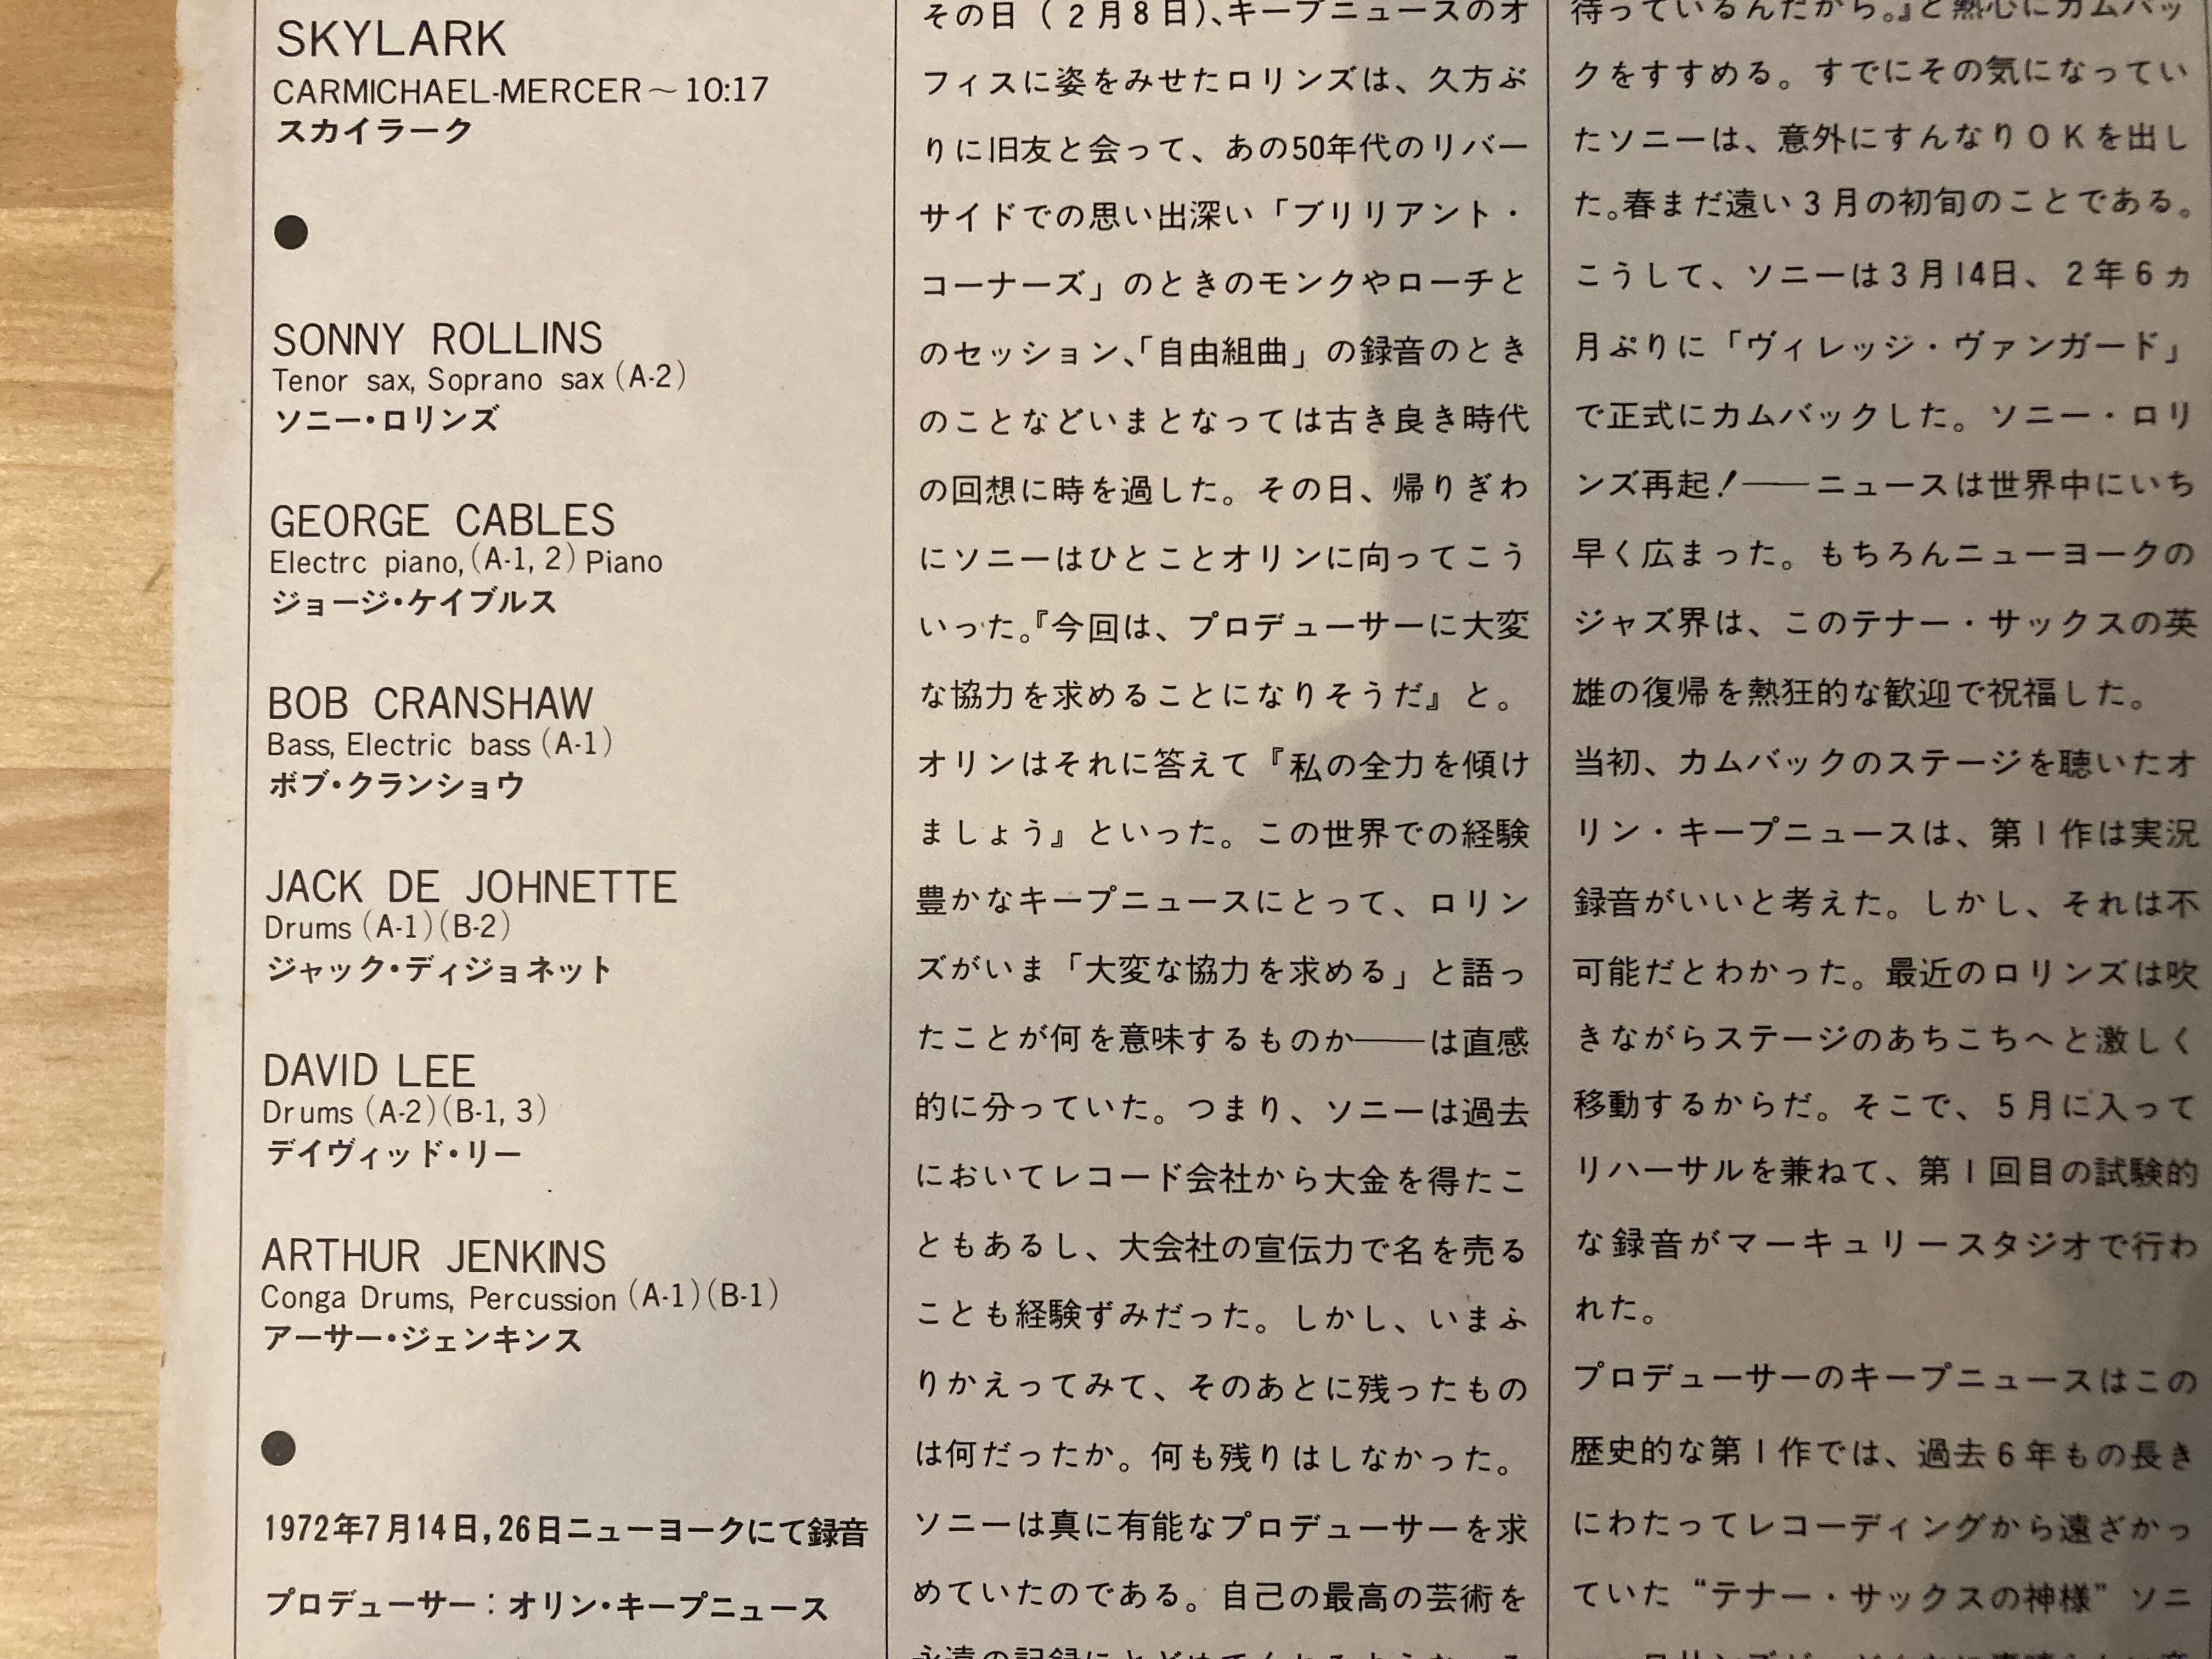 SKYLARK
CARMICHAEL-MERCER～10:17
スカイラーク
●
SONNY ROLLINS
Tenor sax, Soprano sax (A-2)
ソニー・ロリンズ
GEORGE CABLES
Electrc piano, (A-1, 2) Piano
ジョージ・ケイブルス
BOB CRANSHAW
Bass, Electric bass (A-1)
ボブ・クランショウ
JACK DE JOHNETTE
Drums (A-1) (B-2)
ジャック・ディジョネット
DAVID LEE
Drums (A-2) (B-1, 3)
デイヴィッド・リー
ARTHUR JENKINS
Conga Drums, Percussion (A-1) (B-1)
アーサー・ジェンキンス
●
1972年7月14日,26日ニューヨークにて録音
プロデューサー：オリン・キープニュース
その日（2月8日）、キープニュースのオ
フィスに姿をみせたロリンズは、久方ぶ
りに旧友と会って、あの50年代のリバー
サイドでの思い出深い「ブリリアント・
コーナーズ」のときのモンクやローチと
のセッション、「自由組曲」の録音のとき
のことなどいまとなっては古き良き時代
の回想に時を過した。その日、帰りぎわ
にソニーはひとことオリンに向ってこう
いった。『今回は、プロデューサーに大変
な協力を求めることになりそうだ』と。
オリンはそれに答えて『私の全力を傾け
ましょう』といった。この世界での経験
豊かなキープニュースにとって、ロリン
ズがいま「大変な協力を求める」と語っ
たことが何を意味するものか――は直感
的に分っていた。つまり、ソニーは過去
においてレコード会社から大金を得たこ
ともあるし、大会社の宣伝力で名を売る
ことも経験ずみだった。しかし、いまふ
りかえってみて、そのあとに残ったもの
は何だったか。何も残りはしなかった。
ソニーは真に有能なプロデューサーを求
めていたのである。自己の最高の芸術を
待っているんだから。』と熱心にカムバッ
クをすすめる。すでにその気になってい
たソニーは、意外にすんなりOKを出し
た。春まだ遠い3月の初旬のことである。
こうして、ソニーは3月14日、2年6ヵ
月ぷりに「ヴィレッジ・ヴァンガード」
で正式にカムバックした。ソニー・ロリ
ンズ再起！――ニュースは世界中にいち
早く広まった。もちろんニューヨークの
ジャズ界は、このテナー・サックスの英
雄の復帰を熱狂的な歓迎で祝福した。
当初、カムバックのステージを聴いたオ
リン・キープニュースは、第1作は実況
録音がいいと考えた。しかし、それは不
可能だとわかった。最近のロリンズは吹
きながらステージのあちこちへと激しく
移動するからだ。そこで、5月に入って
リハーサルを兼ねて、第1回目の試験的
な録音がマーキュリースタジオで行わ
れた。
プロデューサーのキープニュースはこの
歴史的な第1作では、過去6年もの長き
にわたってレコーディングから遠ざかっ
ていた“テナー・サックスの神様”ソニ